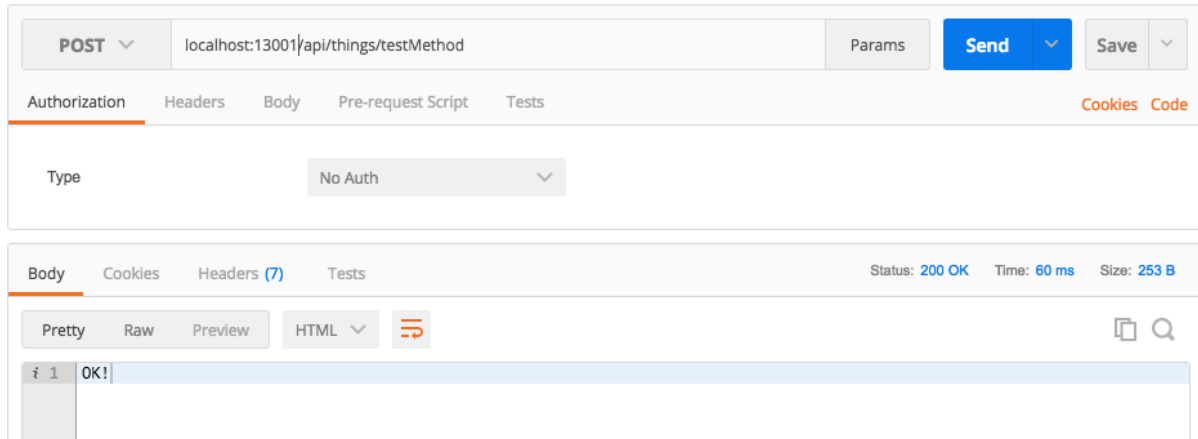 POST localhost:13001/api/things/testMethod Params Send Save
Authorization Headers Body Pre-request Script Tests Cookies Code
Type No Auth
Body Cookies Headers (7) Tests Status: 200 OK Time: 60 ms Size: 253 B
Pretty Raw Preview HTML
i 1 OK!